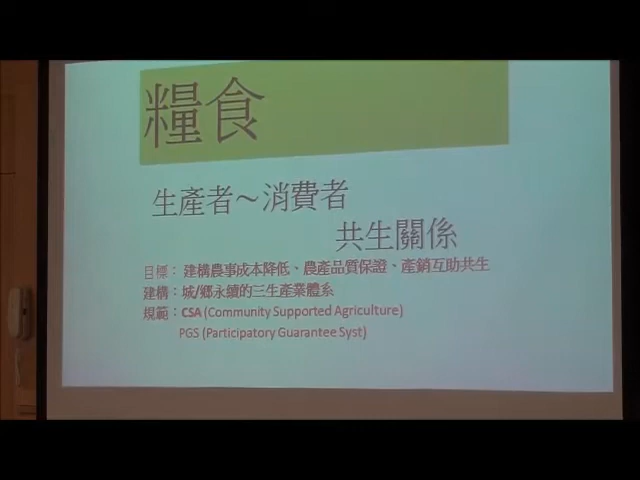 糧食
生產者～消費者
共生關係
目標： 建構農事成本降低、農產品質保證、產銷互助共生
建構：城/鄉永續的三生產業體系
規範：CSA (Community Supported Agriculture)
PGS (Participatory Guarantee Syst)